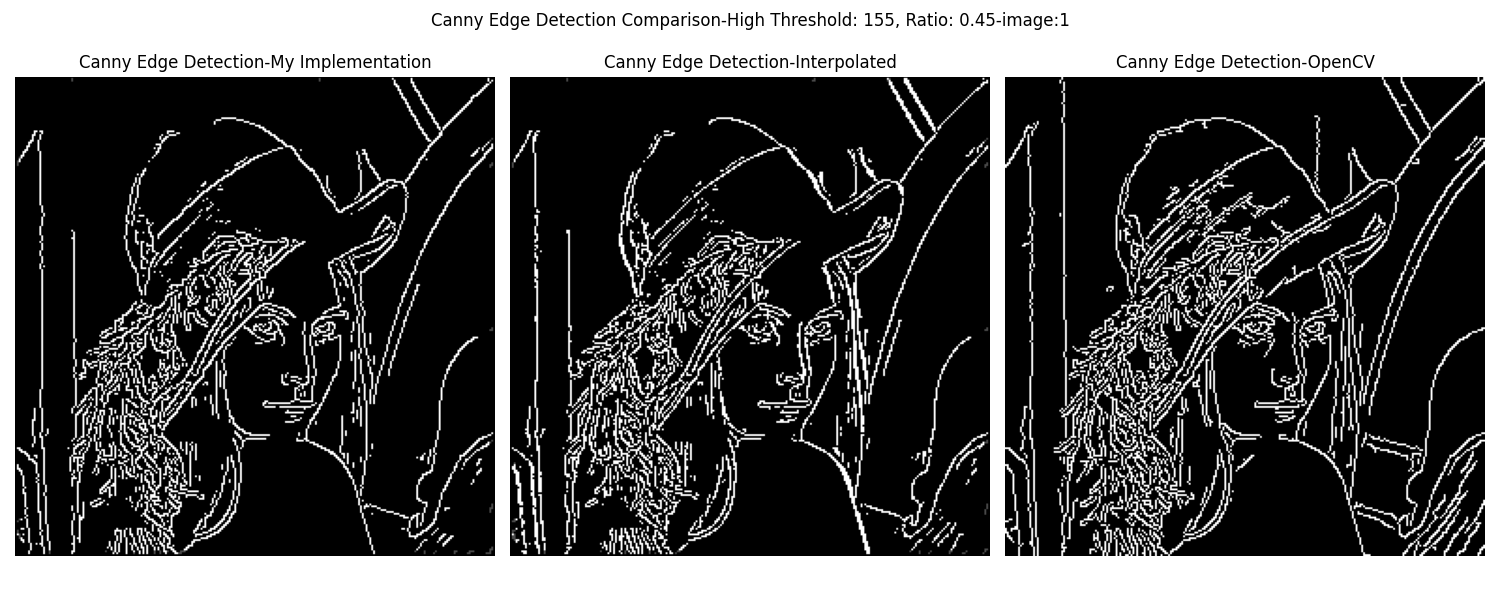 Canny Edge Detection Comparison-High Threshold: 155, Ratio: 0.45-image:1
Canny Edge Detection-My Implementation
Canny Edge Detection-Interpolated
Canny Edge Detection-OpenCV